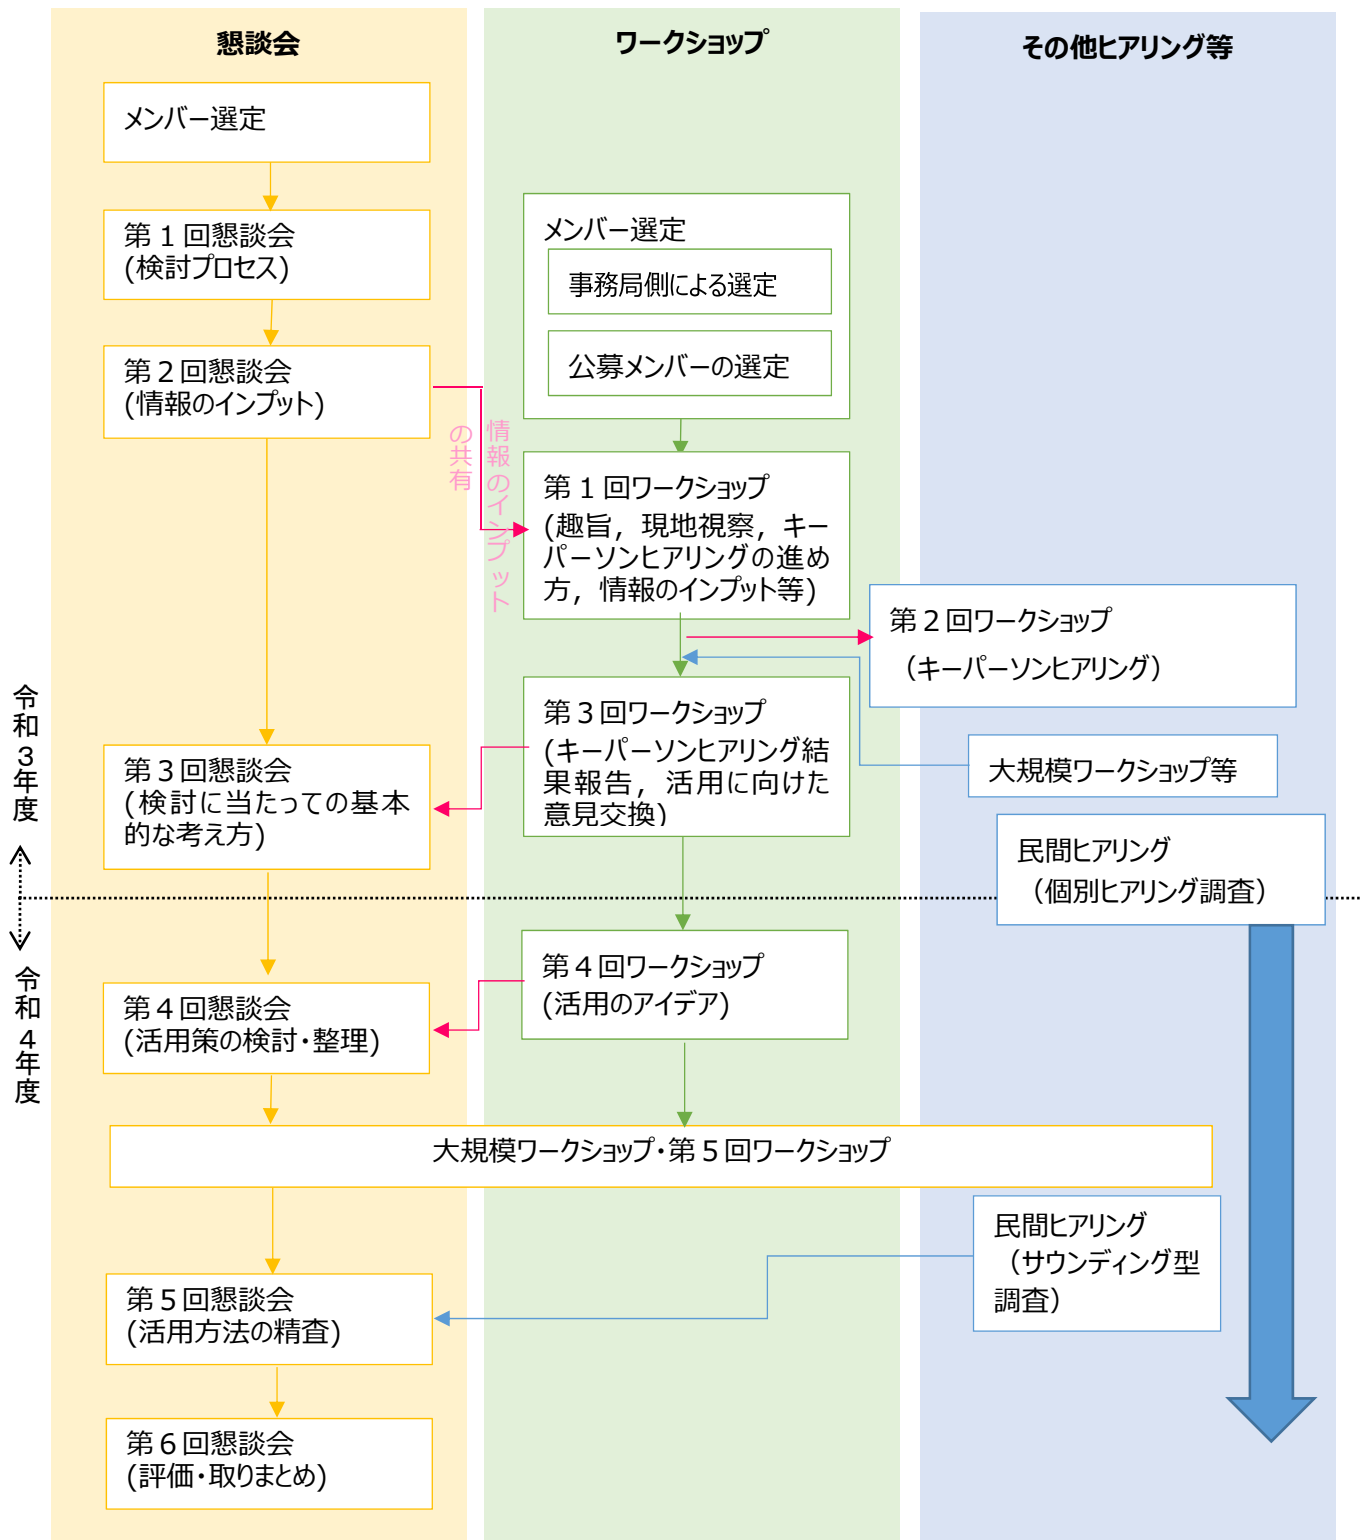 懇談会
メンバー選定
第１回懇談会
(検討プロセス)
第２回懇談会
(情報のインプット)
情報のインプット
の共有
第３回懇談会
(検討に当たっての基本
的な考え方)
第４回懇談会
(活用策の検討・整理)
ワークショップ
メンバー選定
事務局側による選定
公募メンバーの選定
第１回ワークショップ
(趣旨，現地視察，キー
パーソンヒアリングの進め
方，情報のインプット等)
第３回ワークショップ
(キーパーソンヒアリング結
果報告，活用に向けた
意見交換)
第４回ワークショップ
(活用のアイデア)
その他ヒアリング等
第２回ワークショップ
（キーパーソンヒアリング）
大規模ワークショップ等
民間ヒアリング
（個別ヒアリング調査）
令和３年度
令和４年度
大規模ワークショップ・第５回ワークショップ
民間ヒアリング
（サウンディング型
調査）
第５回懇談会
(活用方法の精査)
第６回懇談会
(評価・取りまとめ)